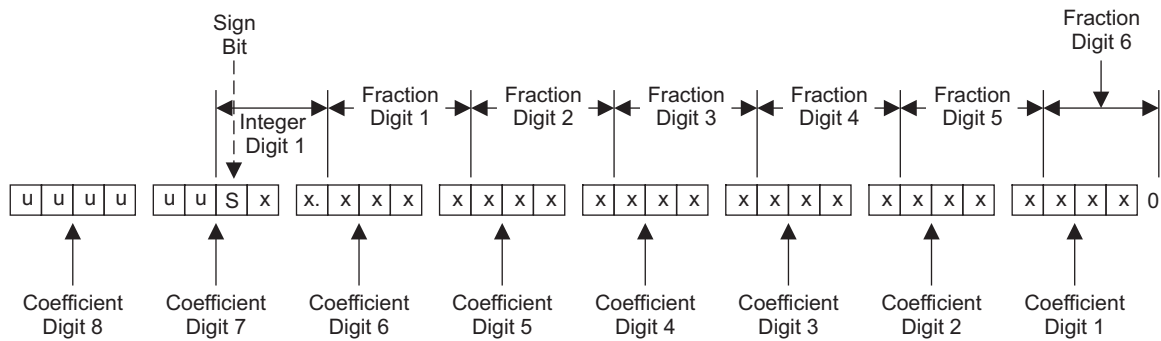 Sign
Bit
Fraction
Digit 6
Integer
Digit 1
Fraction
Digit 1
Fraction
Digit 2
Fraction
Digit 3
Fraction
Digit 4
Fraction
Digit 5
u u u u u u S x x. x x x x x x x x x x x x x x x x x x x x x x x 0
Coefficient
Digit 8
Coefficient
Digit 7
Coefficient
Digit 6
Coefficient
Digit 5
Coefficient
Digit 4
Coefficient
Digit 3
Coefficient
Digit 2
Coefficient
Digit 1